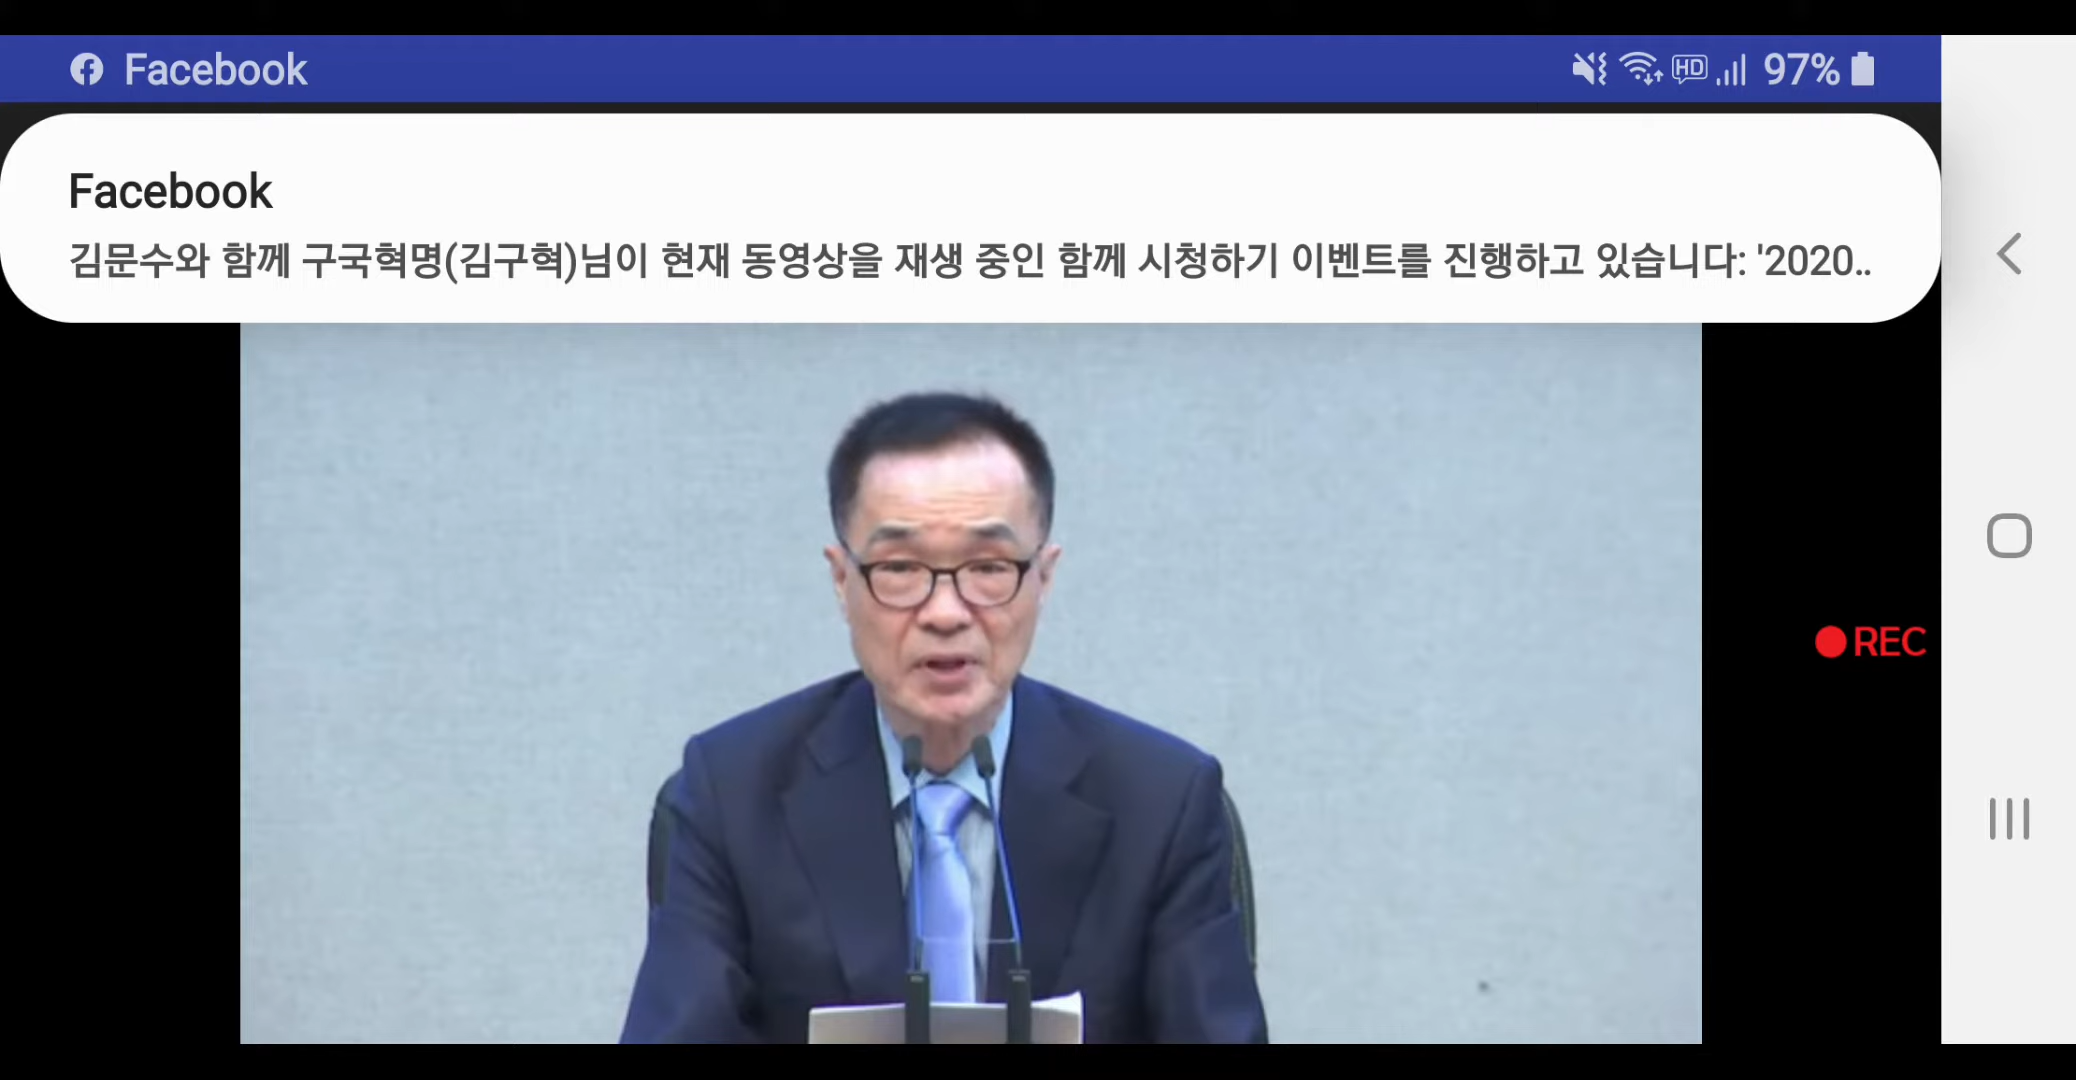 Facebook
HD
97%
Facebook
김문수와 함께 구국혁명(김구혁)님이 현재 동영상을 재생 중인 함께 시청하기 이벤트를 진행하고 있습니다: '2020..
REC